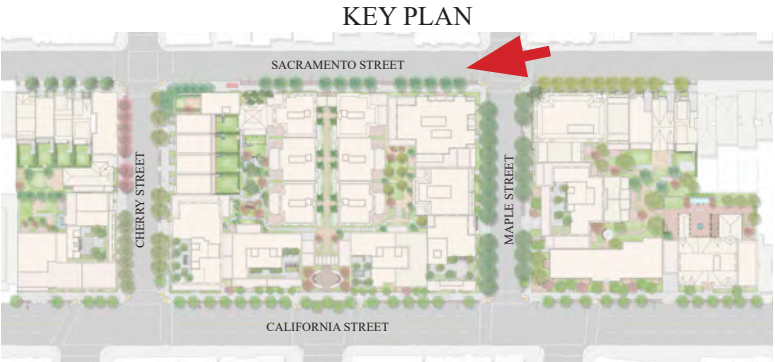 KEY PLAN
SACRAMENTO STREET
CHERRY STREET
MAPLE STREET
CALIFORNIA STREET